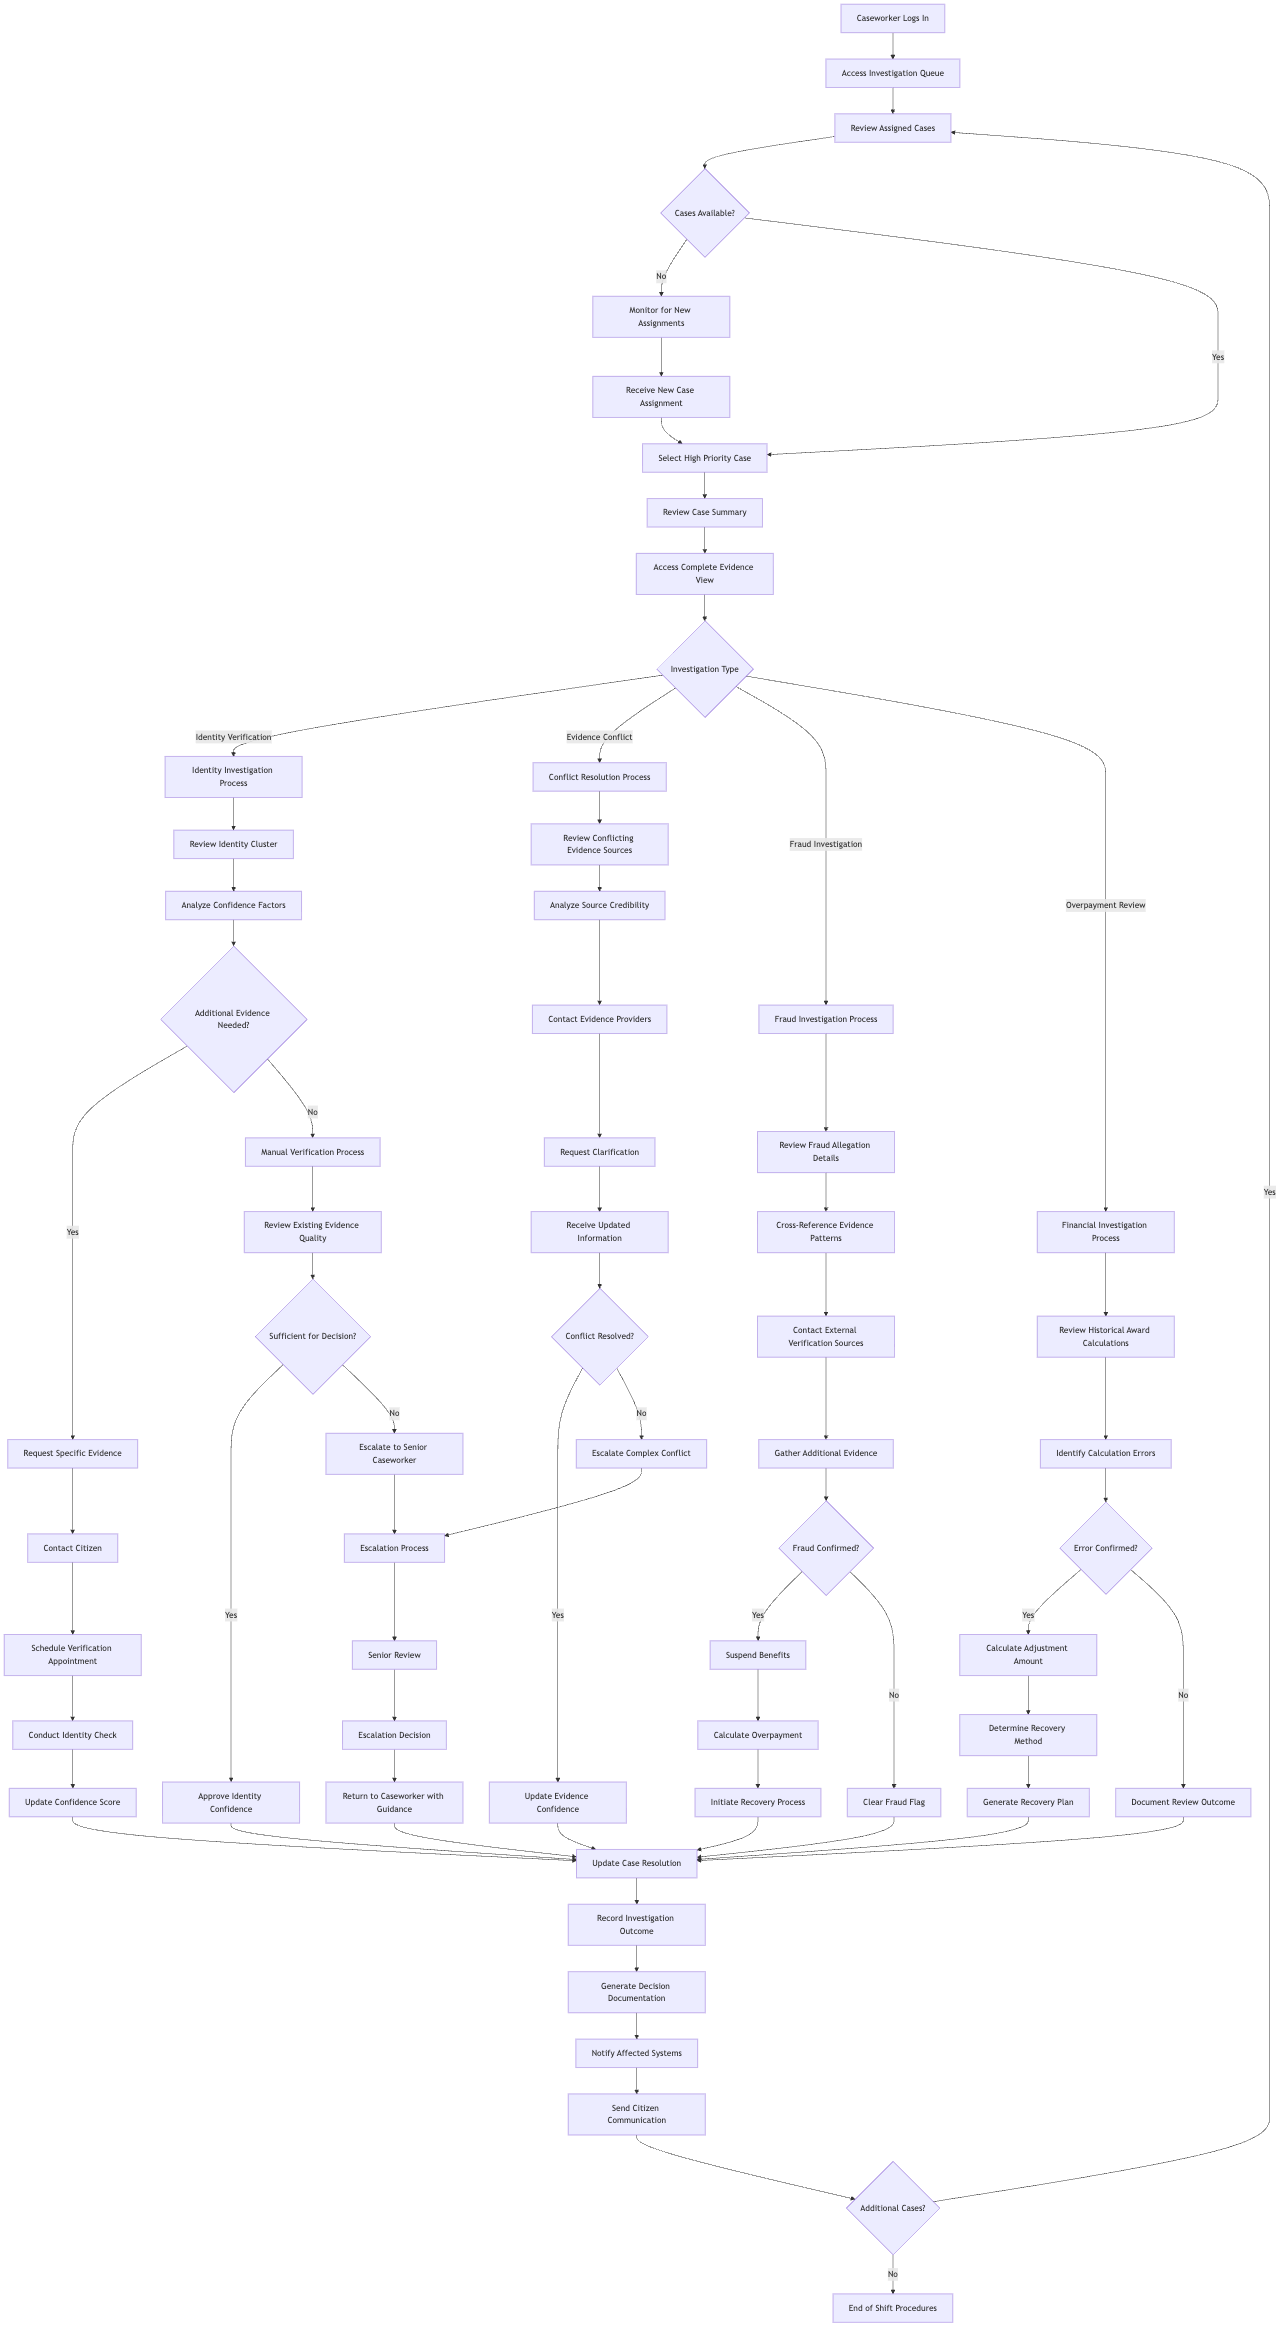 Caseworker Logs In
Access Investigation Queue
Review Assigned Cases
Cases Available?
No
Monitor for New
Assignments
Yes
Receive New Case
Assignment
Select High Priority Case
Review Case Summary
Access Complete Evidence
View
Investigation Type
Identity Verification
Evidence Conflict
Fraud Investigation
Overpayment Review
Identity Investigation
Process
Review Identity Cluster
Analyze Confidence Factors
Additional Evidence
Needed?
Yes
No
Request Specific Evidence
Contact Citizen
Schedule Verification
Appointment
Conduct Identity Check
Update Confidence Score
Manual Verification Process
Review Existing Evidence
Quality
Sufficient for Decision?
Yes
No
Approve Identity
Confidence
Escalate to Senior
Caseworker
Escalation Process
Senior Review
Escalation Decision
Return to Caseworker with
Guidance
Conflict Resolution Process
Review Conflicting
Evidence Sources
Analyze Source Credibility
Contact Evidence Providers
Request Clarification
Receive Updated
Information
Conflict Resolved?
Yes
No
Escalate Complex Conflict
Update Evidence
Confidence
Fraud Investigation Process
Review Fraud Allegation
Details
Cross-Reference Evidence
Patterns
Contact External
Verification Sources
Gather Additional Evidence
Fraud Confirmed?
Yes
No
Suspend Benefits
Calculate Overpayment
Initiate Recovery Process
Clear Fraud Flag
Financial Investigation
Process
Review Historical Award
Calculations
Identify Calculation Errors
Error Confirmed?
Yes
No
Calculate Adjustment
Amount
Determine Recovery
Method
Generate Recovery Plan
Document Review Outcome
Update Case Resolution
Record Investigation
Outcome
Generate Decision
Documentation
Notify Affected Systems
Send Citizen
Communication
Additional Cases?
Yes
No
End of Shift Procedures